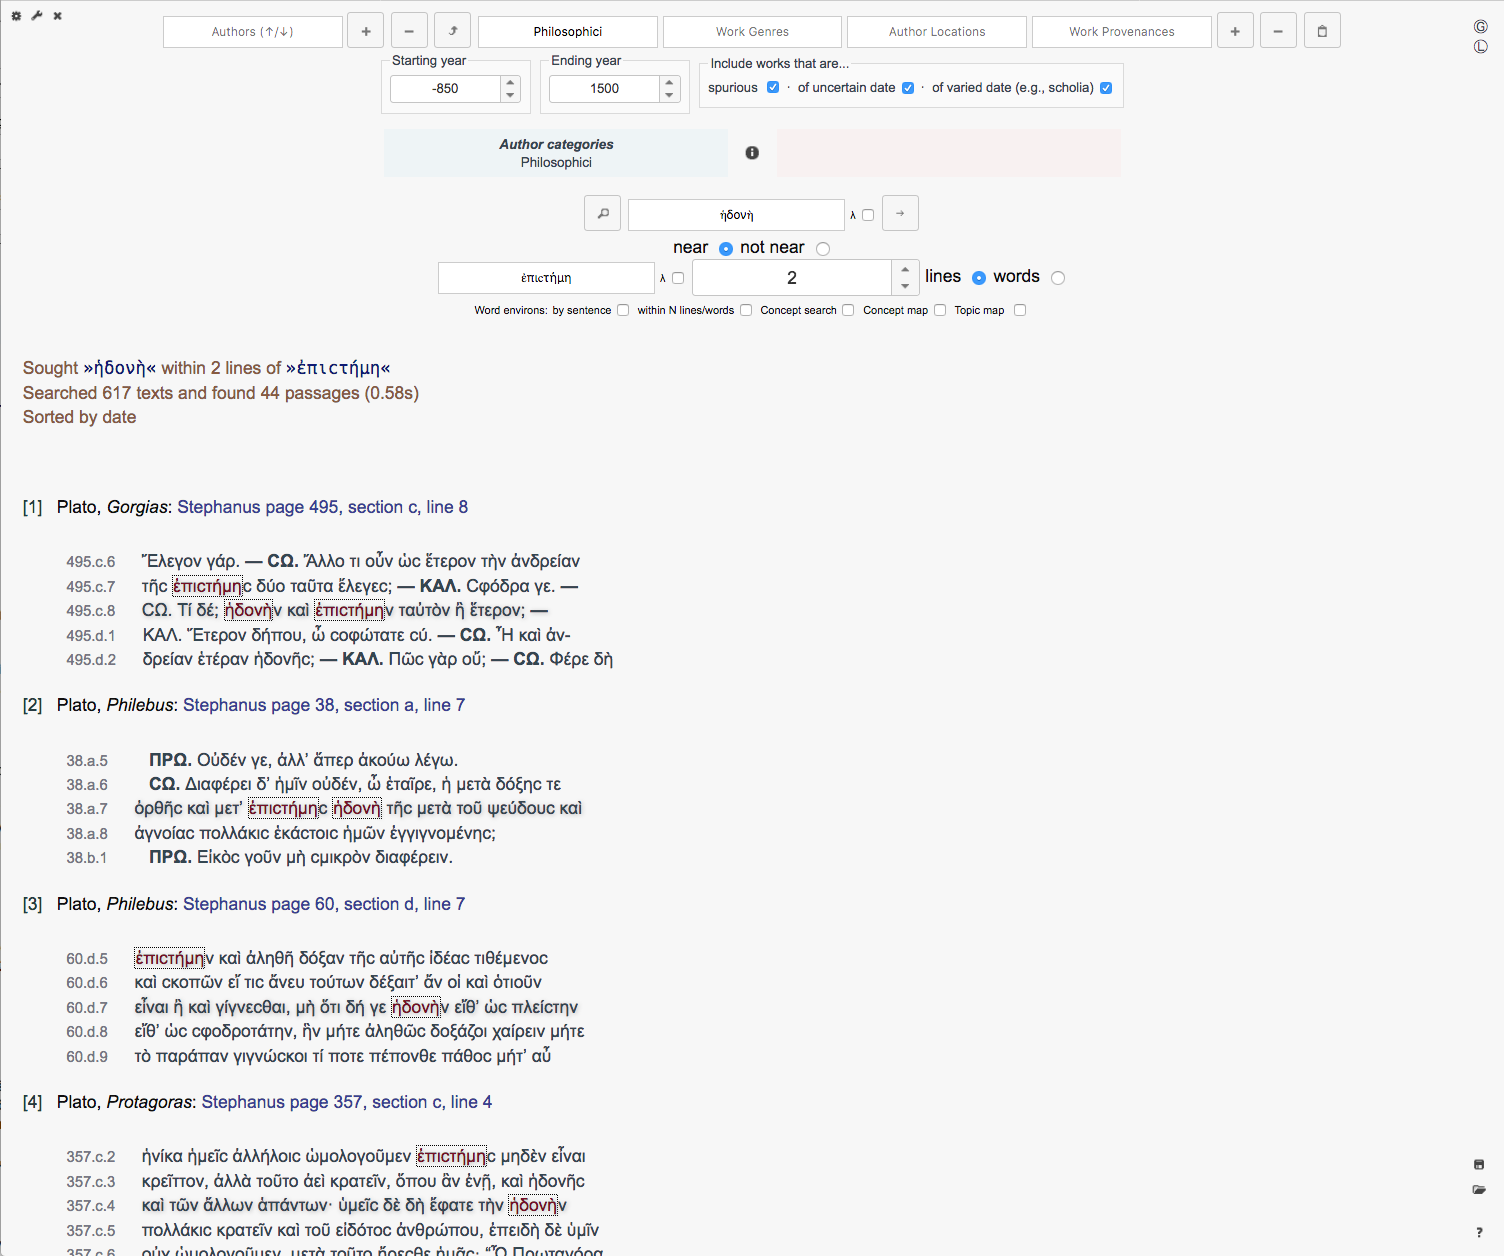 Authors (↑/↓)
+
−
Philosophici
Work Genres
Author Locations
Work Provenances
+
−
G
L
Starting year
-850
Ending year
1500
Include works that are...
spurious · of uncertain date · of varied date (e.g., scholia)
Author categories
Philosophici
ἡδονὴ λ →
near not near
ἐπιϲτήμη λ 2 lines words
Word environs: by sentence within N lines/words Concept search Concept map Topic map
Sought »ἡδονὴ« within 2 lines of »ἐπιϲτήμη«
Searched 617 texts and found 44 passages (0.58s)
Sorted by date
[1] Plato, Gorgias: Stephanus page 495, section c, line 8
495.c.6 Ἔλεγον γάρ. — ϹΩ. Ἄλλο τι οὖν ὡϲ ἕτερον τὴν ἀνδρείαν
495.c.7 τῆϲ ἐπιϲτήμηϲ δύο ταῦτα ἔλεγεϲ; — ΚΑΛ. Ϲφόδρα γε. —
495.c.8 ϹΩ. Τί δέ; ἡδονὴν καὶ ἐπιϲτήμην ταὐτὸν ἢ ἕτερον; —
495.d.1 ΚΑΛ. Ἕτερον δήπου, ὦ ϲοφώτατε ϲύ. — ϹΩ. Ἦ καὶ ἀν-
495.d.2 δρείαν ἑτέραν ἡδονῆϲ; — ΚΑΛ. Πῶϲ γὰρ οὔ; — ϹΩ. Φέρε δὴ
[2] Plato, Philebus: Stephanus page 38, section a, line 7
38.a.5 ΠΡΩ. Οὐδέν γε, ἀλλ’ ἅπερ ἀκούω λέγω.
38.a.6 ϹΩ. Διαφέρει δ’ ἡμῖν οὐδέν, ὦ ἑταῖρε, ἡ μετὰ δόξηϲ τε
38.a.7 ὀρθῆϲ καὶ μετ’ ἐπιϲτήμηϲ ἡδονὴ τῆϲ μετὰ τοῦ ψεύδουϲ καὶ
38.a.8 ἀγνοίαϲ πολλάκιϲ ἑκάϲτοιϲ ἡμῶν ἐγγιγνομένηϲ;
38.b.1 ΠΡΩ. Εἰκὸϲ γοῦν μὴ ϲμικρὸν διαφέρειν.
[3] Plato, Philebus: Stephanus page 60, section d, line 7
60.d.5 ἐπιϲτήμην καὶ ἀληθῆ δόξαν τῆϲ αὐτῆϲ ἰδέαϲ τιθέμενοϲ
60.d.6 καὶ ϲκοπῶν εἴ τιϲ ἄνευ τούτων δέξαιτ’ ἄν οἱ καὶ ὁτιοῦν
60.d.7 εἶναι ἢ καὶ γίγνεϲθαι, μὴ ὅτι δή γε ἡδονὴν εἴθ’ ὡϲ πλείϲτην
60.d.8 εἴθ’ ὡϲ ϲφοδροτάτην, ἣν μήτε ἀληθῶϲ δοξάζοι χαίρειν μήτε
60.d.9 τὸ παράπαν γιγνώϲκοι τί ποτε πέπονθε πάθοϲ μήτ’ αὖ
[4] Plato, Protagoras: Stephanus page 357, section c, line 4
357.c.2 ἡνίκα ἡμεῖϲ ἀλλήλοιϲ ὡμολογοῦμεν ἐπιϲτήμηϲ μηδὲν εἶναι
357.c.3 κρεῖττον, ἀλλὰ τοῦτο ἀεὶ κρατεῖν, ὅπου ἂν ἐνῇ, καὶ ἡδονῆϲ
357.c.4 καὶ τῶν ἄλλων ἁπάντων· ὑμεῖϲ δὲ δὴ ἔφατε τὴν ἡδονὴν
357.c.5 πολλάκιϲ κρατεῖν καὶ τοῦ εἰδότοϲ ἀνθρώπου, ἐπειδὴ δὲ ὑμῖν
357.c.6 οὐχ ὡμολογοῦμεν, μετὰ τοῦτο ἤρεϲθε ἡμᾶϲ· “Ὦ Πρωταγόρα
?